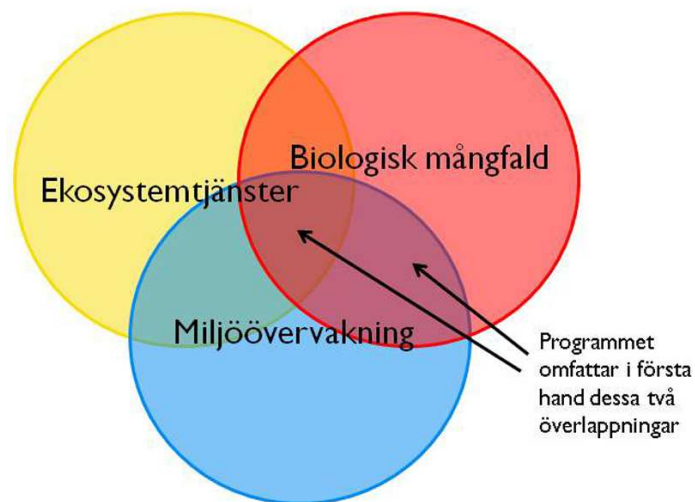 Biologisk mångfald
Ekosystemtjänster
Miljöövervakning
Programmet
omfattar i första
hand dessa två
överlappningar